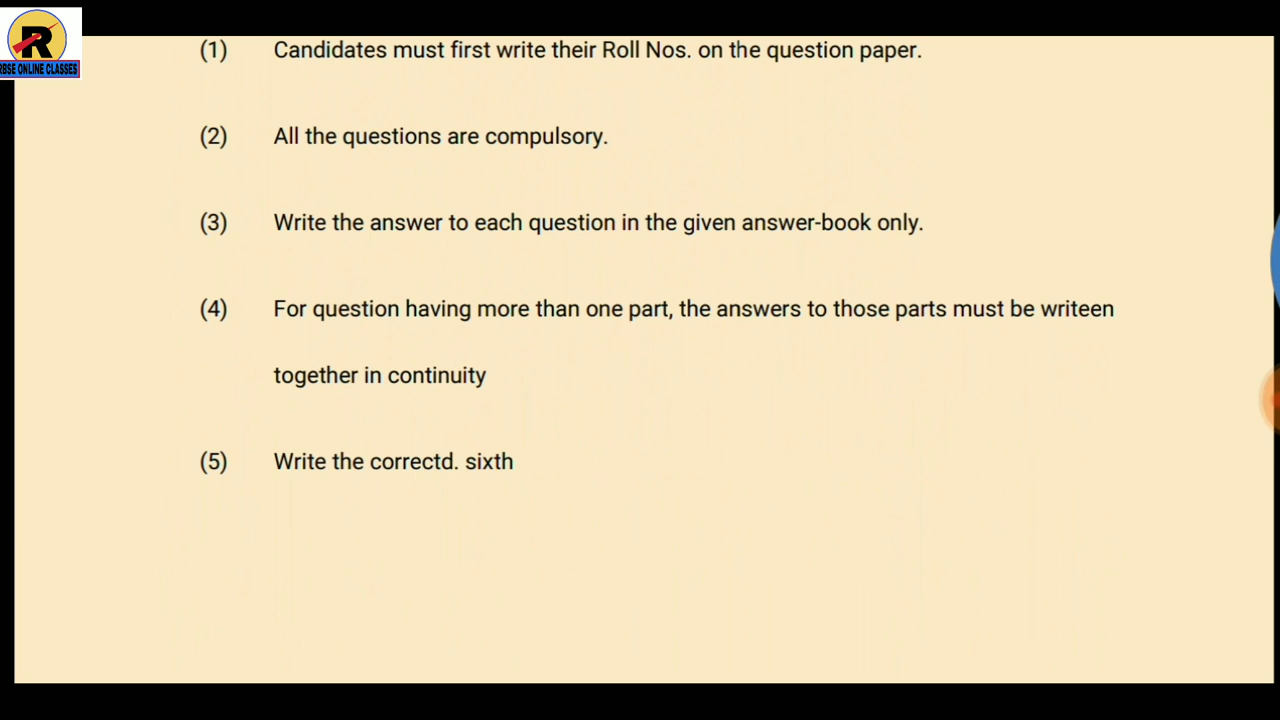 R
RBSE ONLINE CLASSES
(1) Candidates must first write their Roll Nos. on the question paper.
(2) All the questions are compulsory.
(3) Write the answer to each question in the given answer-book only.
(4) For question having more than one part, the answers to those parts must be writeen
together in continuity
(5) Write the correctd. sixth